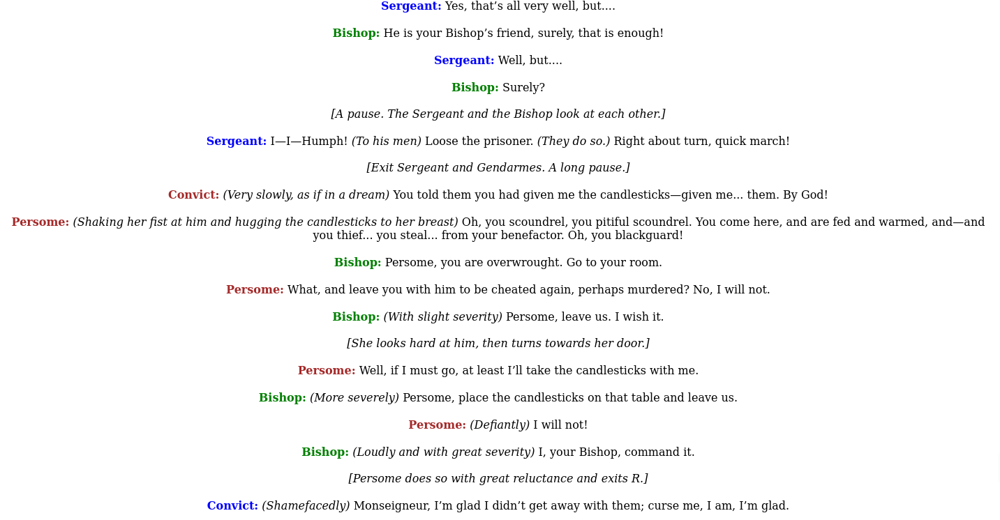 Sergeant: Yes, that’s all very well, but….
Bishop: He is your Bishop’s friend, surely, that is enough!
Sergeant: Well, but….
Bishop: Surely?
[A pause. The Sergeant and the Bishop look at each other.]
Sergeant: I—I—Humph! (To his men) Loose the prisoner. (They do so.) Right about turn, quick march!
[Exit Sergeant and Gendarmes. A long pause.]
Convict: (Very slowly, as if in a dream) You told them you had given me the candlesticks—given me… them. By God!
Persome: (Shaking her fist at him and hugging the candlesticks to her breast) Oh, you scoundrel, you pitiful scoundrel. You come here, and are fed and warmed, and—and
you thief… you steal… from your benefactor. Oh, you blackguard!
Bishop: Persome, you are overwrought. Go to your room.
Persome: What, and leave you with him to be cheated again, perhaps murdered? No, I will not.
Bishop: (With slight severity) Persome, leave us. I wish it.
[She looks hard at him, then turns towards her door.]
Persome: Well, if I must go, at least I’ll take the candlesticks with me.
Bishop: (More severely) Persome, place the candlesticks on that table and leave us.
Persome: (Defiantly) I will not!
Bishop: (Loudly and with great severity) I, your Bishop, command it.
[Persome does so with great reluctance and exits R.]
Convict: (Shamefacedly) Monseigneur, I’m glad I didn’t get away with them; curse me, I am, I’m glad.